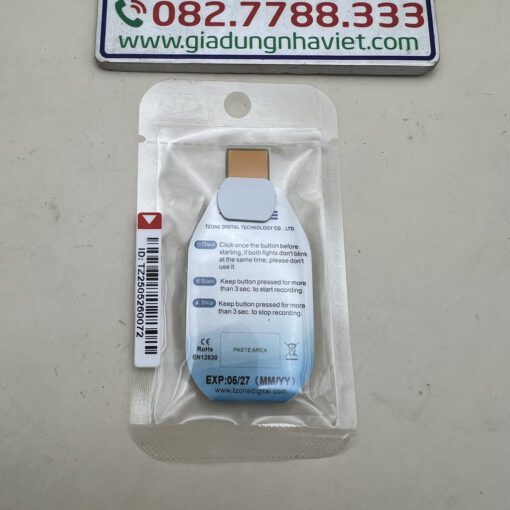 082.7788.333
www.giadungnhaviet.com
TZONE DIGITAL TECHNOLOGY CO., LTD
Check
Click once the button before
starting, if both lights don't blink
at the same time, please don't
use it.
Start
Keep button pressed for more
than 3 sec. to start recording.
Stop
Keep button pressed for more
than 3 sec. to stop recording.
CE
RoHs
EN12830
PASTE AREA
EXP:06/27 (MM/YY)
www.tzonedigital.com
ID: TZ2505260072